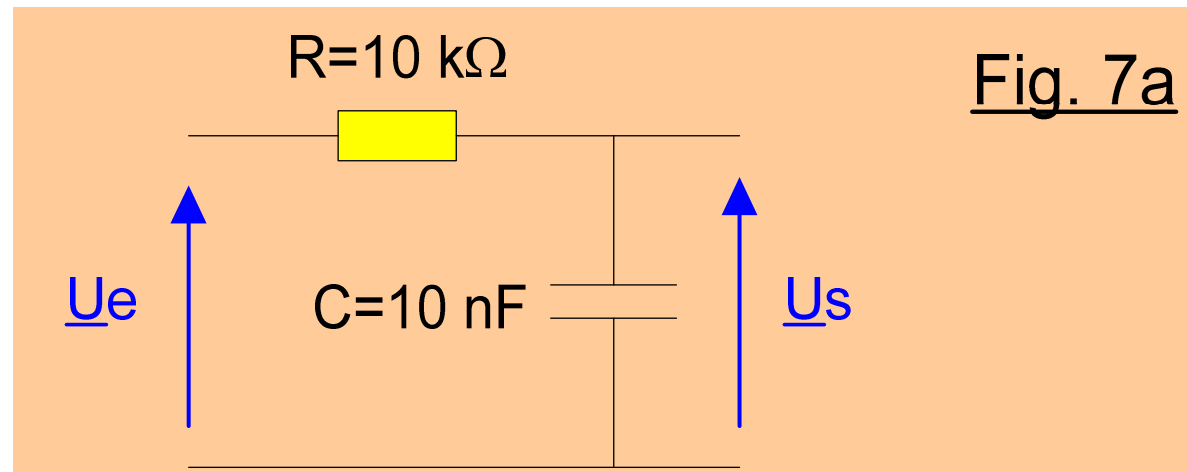 R=10 kΩ
Fig. 7a
Ue
C=10 nF
Us